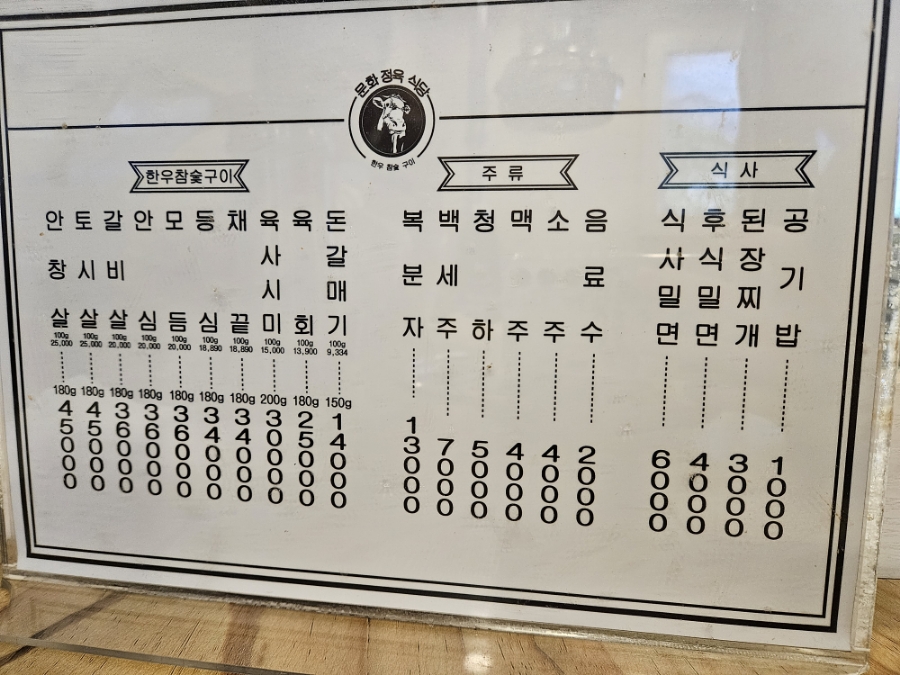 문화 정육 식당
한우 참숯 구이
한우참숯구이
안창살 100g 25,000 180g 45000
토시살 100g 25,000 180g 45000
갈비살 100g 20,000 180g 36000
안심 100g 20,000 180g 36000
모듬 100g 20,000 180g 36000
등심 100g 18,890 180g 34000
채끝 100g 18,890 180g 34000
육사시미 100g 15,000 200g 30000
육회 100g 13,900 180g 25000
돈갈매기 100g 9,334 150g 14000
주류
복분자 13000
백세주 7000
청하 5000
맥주 4000
소주 4000
음료수 2000
식사
식사밀면 6000
후식밀면 4000
된장찌개 3000
공기밥 1000